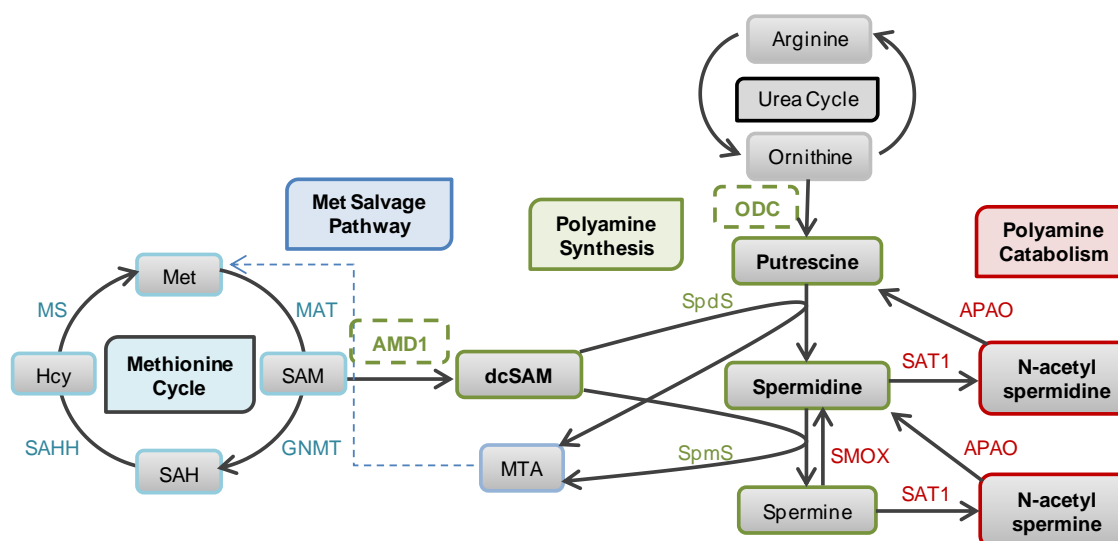 Arginine
Urea Cycle
Ornithine
Met Salvage
Pathway
Polyamine
Synthesis
ODC
Polyamine
Catabolism
Putrescine
Met
MS
MAT
SpdS
APAO
AMD1
Methionine
Cycle
Hcy
SAM
dcSAM
Spermidine
SAT1
N-acetyl
spermidine
SAHH
GNMT
SAH
MTA
SpmS
SMOX
APAO
Spermine
SAT1
N-acetyl
spermine